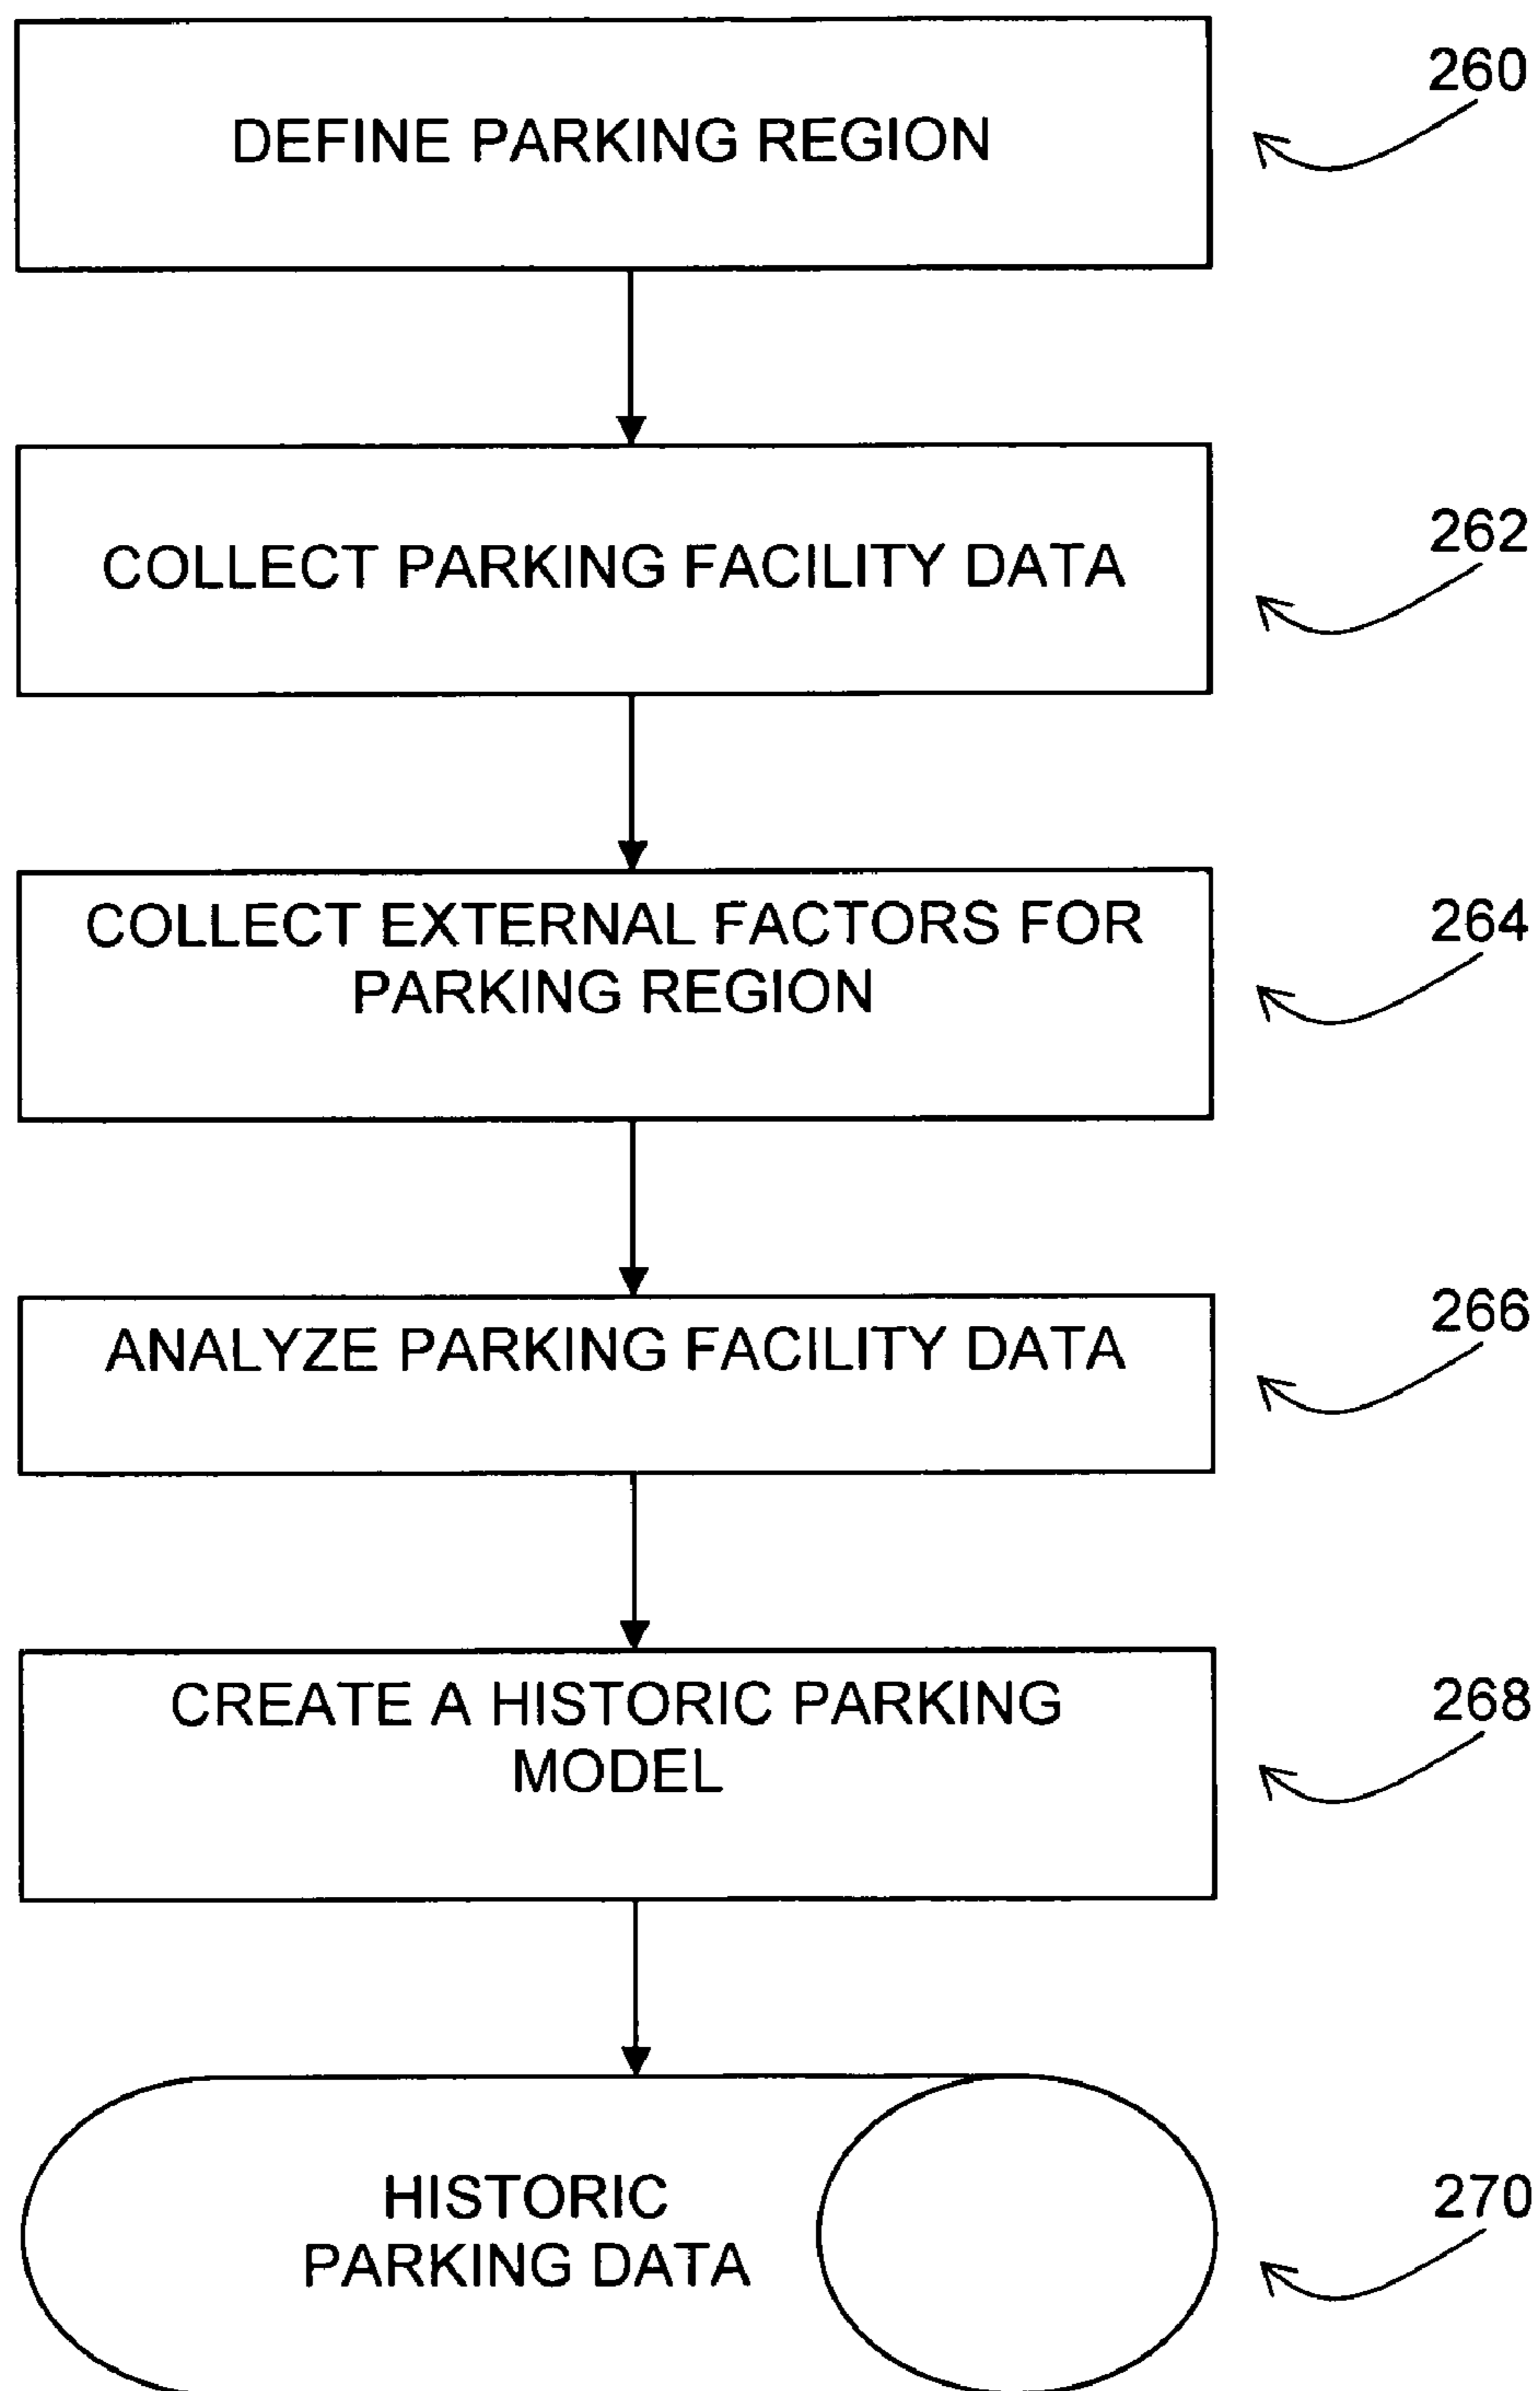 DEFINE PARKING REGION
260
COLLECT PARKING FACILITY DATA
262
COLLECT EXTERNAL FACTORS FOR
PARKING REGION
264
ANALYZE PARKING FACILITY DATA
266
CREATE A HISTORIC PARKING
MODEL
268
HISTORIC
PARKING DATA
270